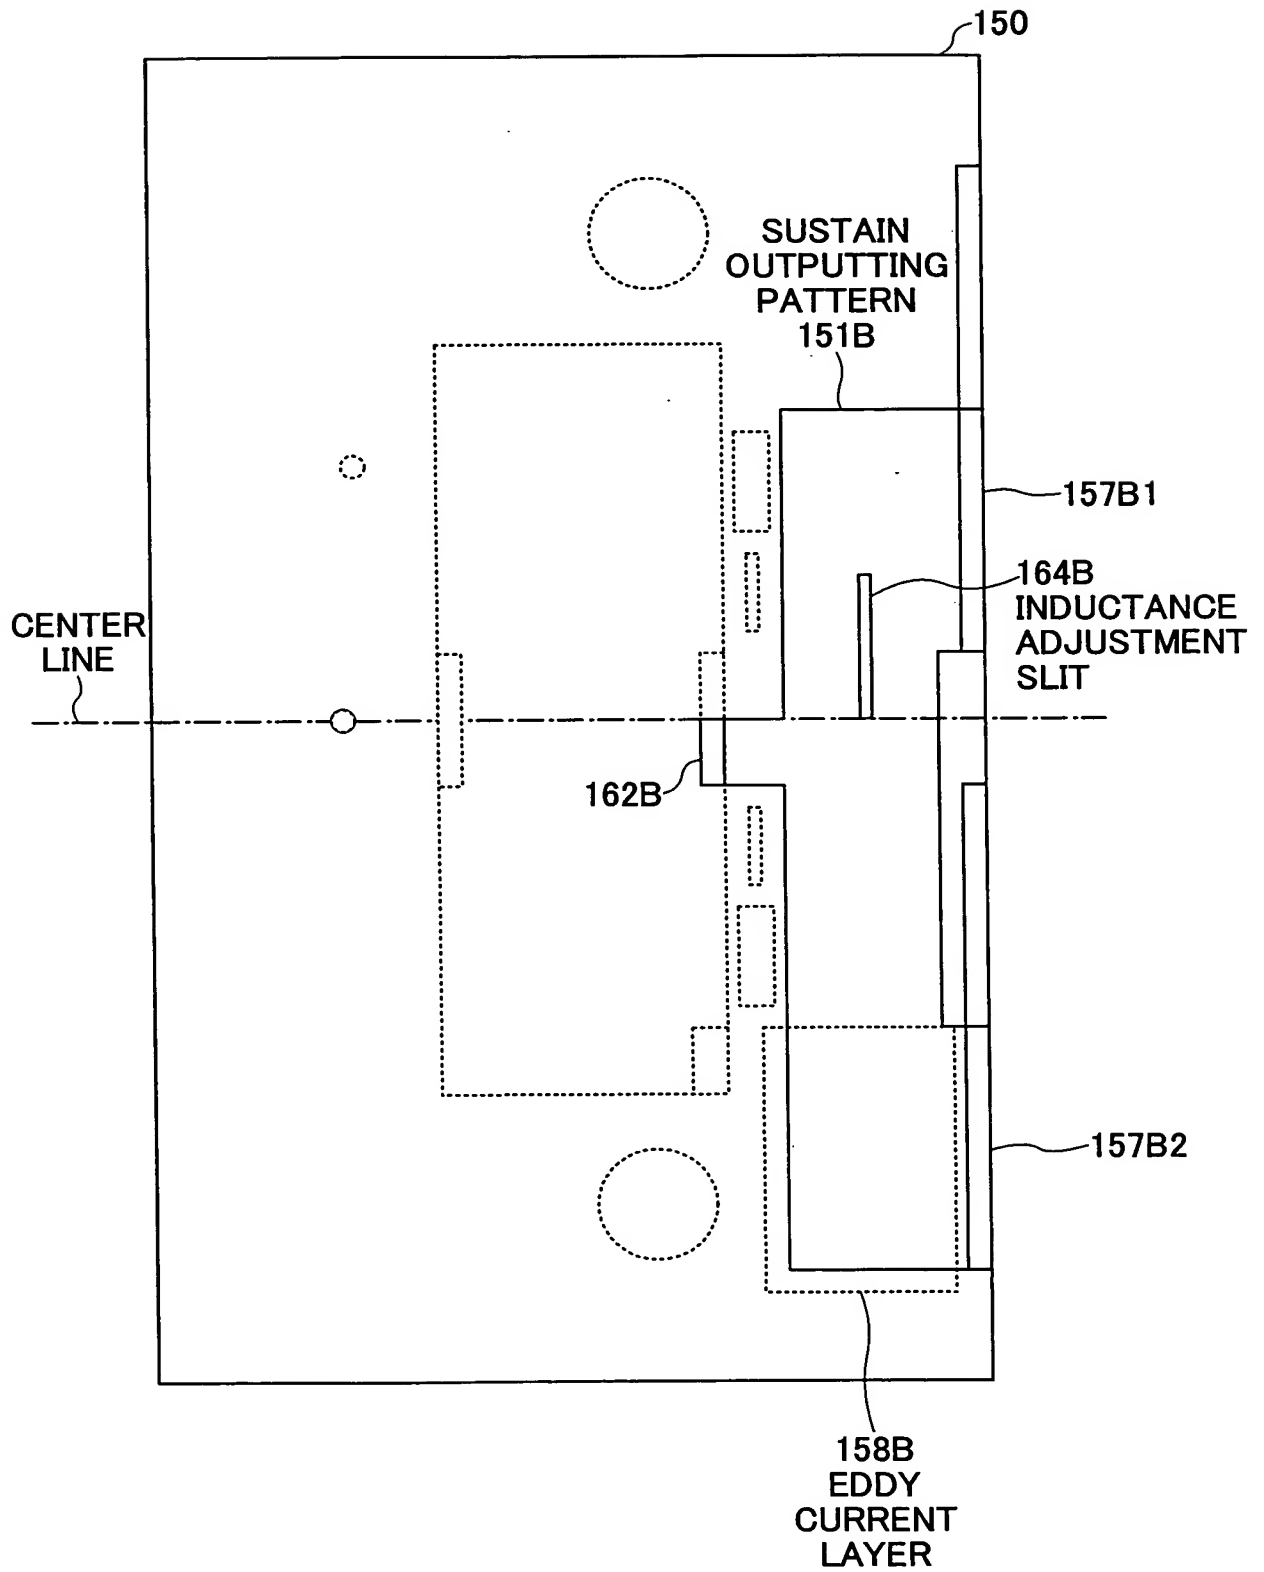 150
SUSTAIN
OUTPUTTING
PATTERN
151B
157B1
164B
INDUCTANCE
ADJUSTMENT
SLIT
CENTER
LINE
162B
157B2
158B
EDDY
CURRENT
LAYER